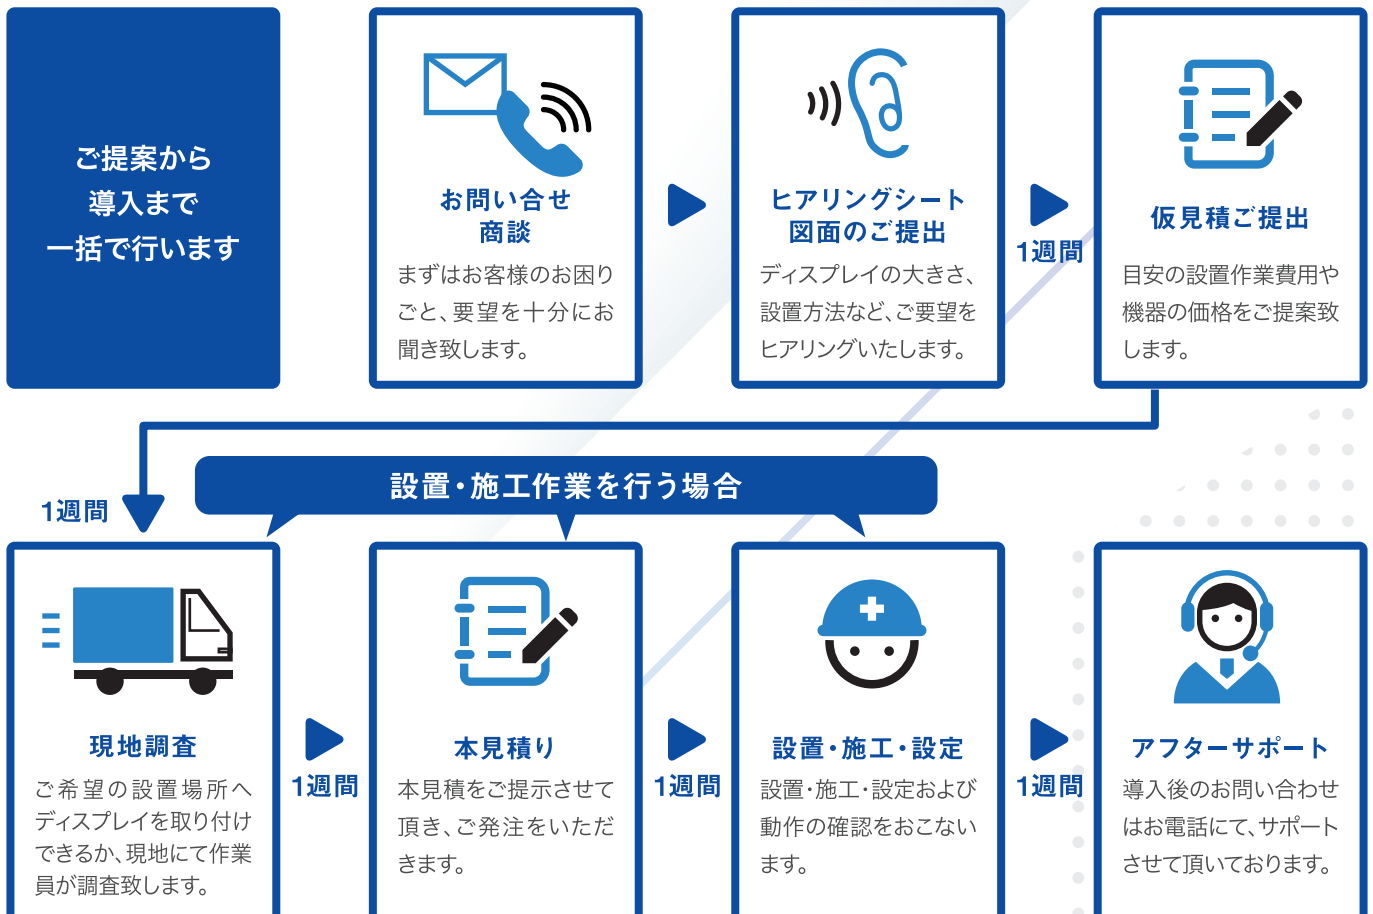 ご提案から
導入まで
一括で行います
お問い合せ
商談
まずはお客様のお困り
ごと、要望を十分にお
聞き致します。
ヒアリングシート
図面のご提出
ディスプレイの大きさ、
設置方法など、ご要望を
ヒアリングいたします。
1週間
仮見積ご提出
目安の設置作業費用や
機器の価格をご提案致
します。
1週間
設置・施工作業を行う場合
現地調査
ご希望の設置場所へ
ディスプレイを取り付け
できるか、現地にて作業
員が調査致します。
1週間
本見積り
本見積をご提示させて
頂き、ご発注をいただ
きます。
1週間
設置・施工・設定
設置・施工・設定および
動作の確認をおこない
ます。
1週間
アフターサポート
導入後のお問い合わせ
はお電話にて、サポート
させて頂いております。